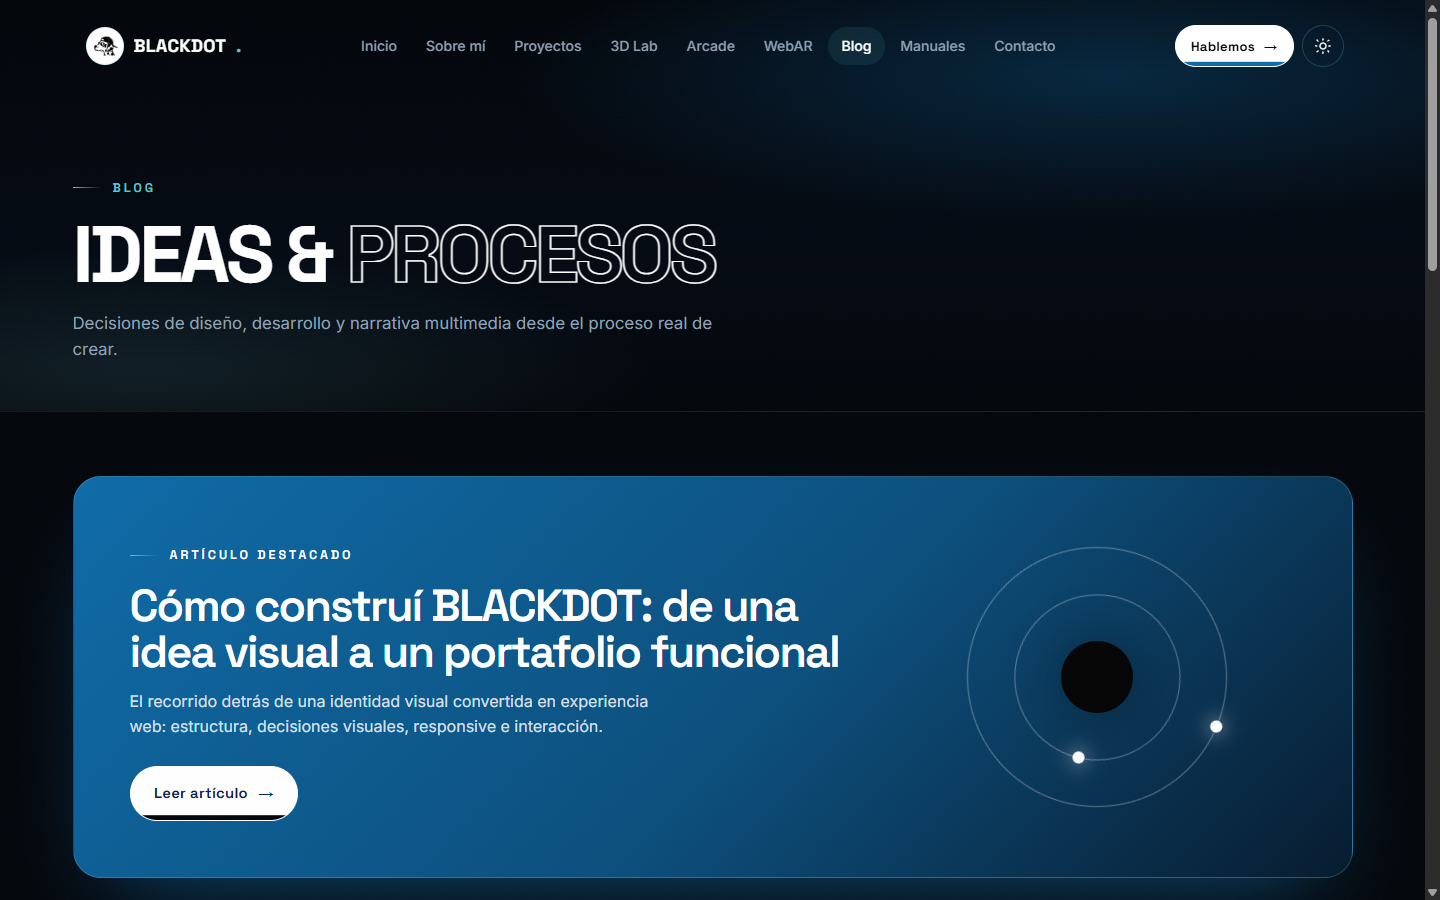 BLACKDOT .
Inicio
Sobre mí
Proyectos
3D Lab
Arcade
WebAR
Blog
Manuales
Contacto
Hablemos →
BLOG
IDEAS & PROCESOS
Decisiones de diseño, desarrollo y narrativa multimedia desde el proceso real de
crear.
ARTÍCULO DESTACADO
Cómo construí BLACKDOT: de una
idea visual a un portafolio funcional
El recorrido detrás de una identidad visual convertida en experiencia
web: estructura, decisiones visuales, responsive e interacción.
Leer artículo →